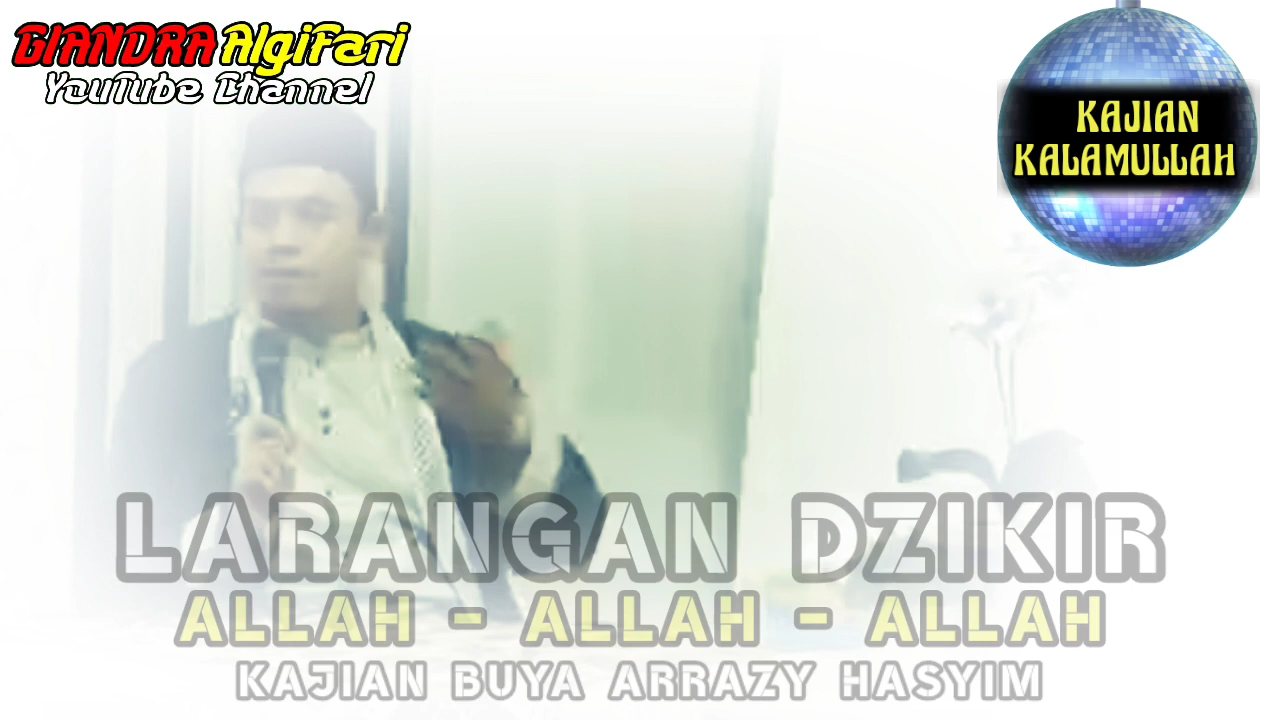 GIANDRA AlgiFari
YouTube Channel
KAJIAN
KALAMULLAH
LARANGAN DZIKIR
ALLAH - ALLAH - ALLAH
KAJIAN BUYA ARRAZY HASYIM